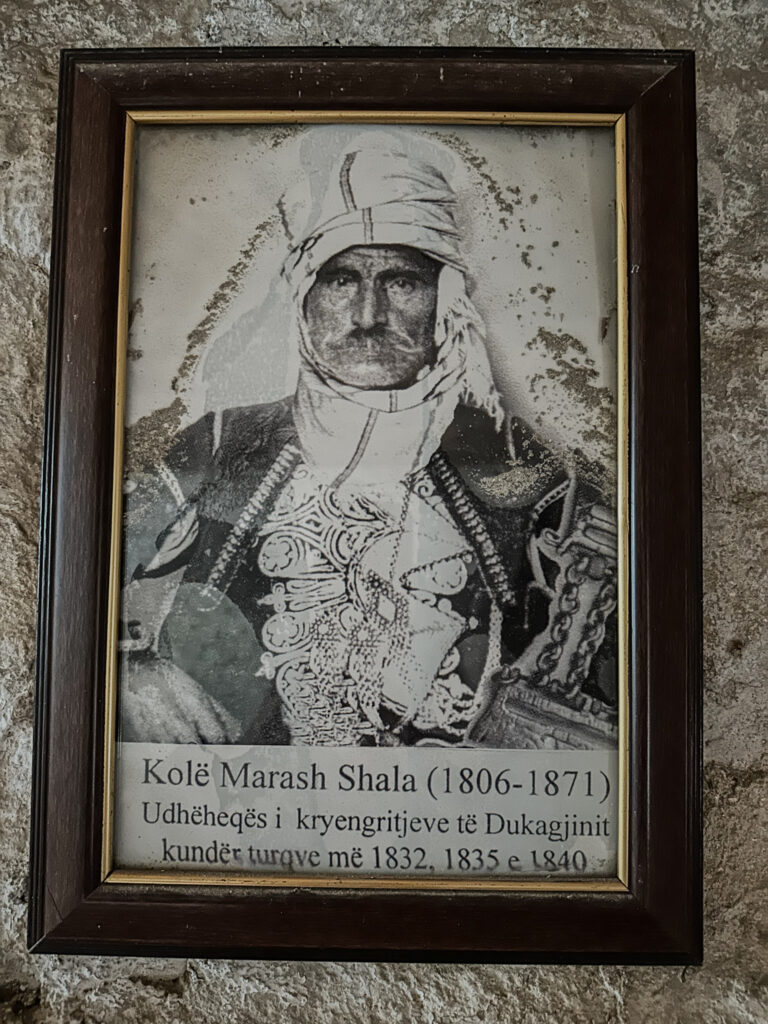 Kolë Marash Shala (1806-1871)
Udhëheqës i kryengritjeve të Dukagjinit
kundër turqve më 1832, 1835 e 1840